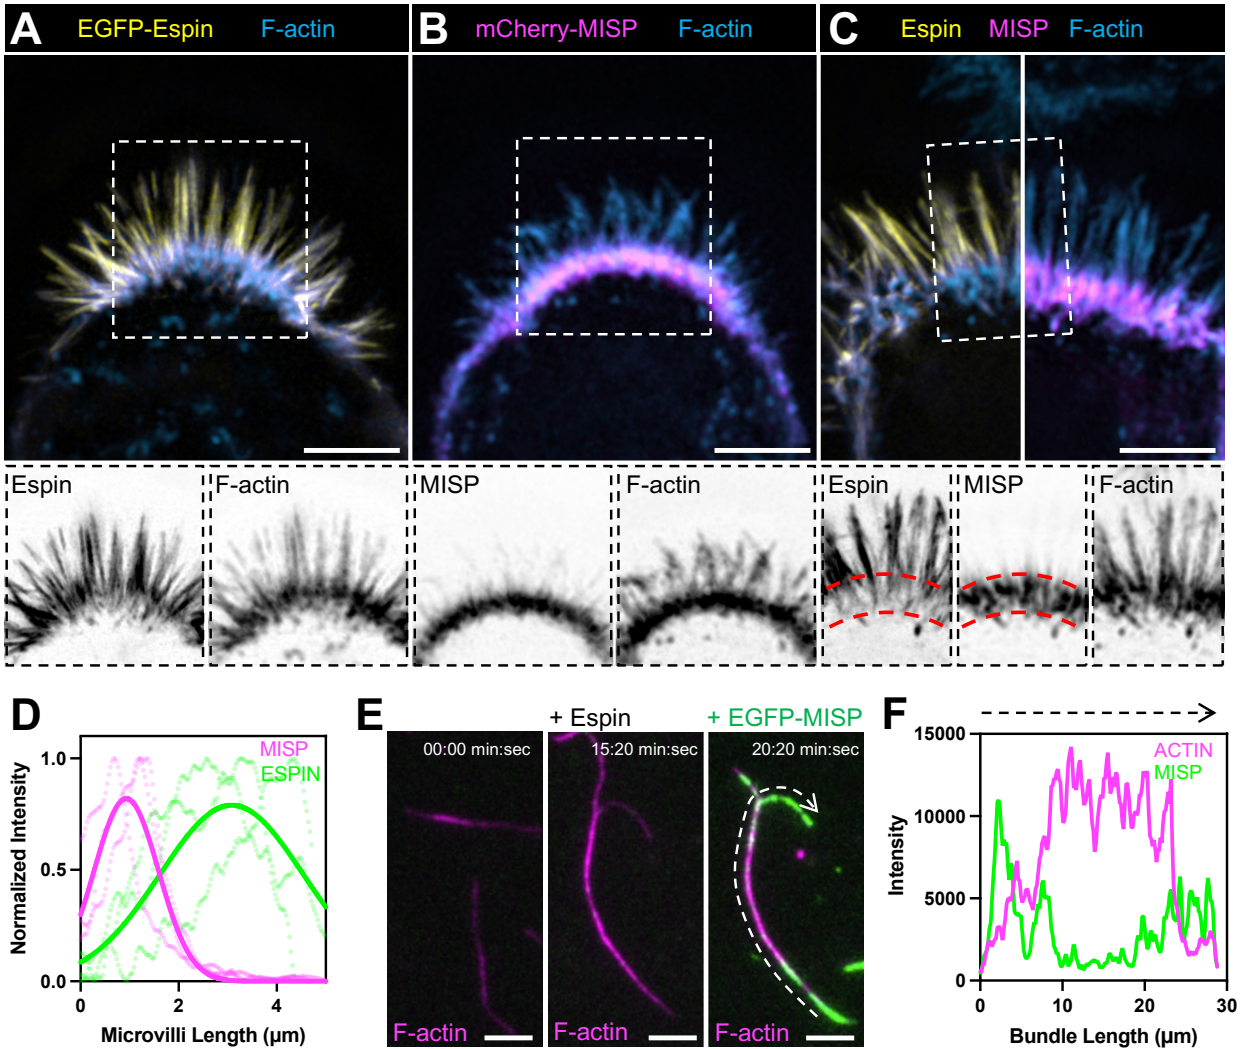 A EGFP-Espin F-actin
B mCherry-MISP F-actin
C Espin MISP F-actin
Espin
F-actin
MISP
F-actin
Espin
MISP
F-actin
D
MISP
ESPIN
1.0
0.5
0.0
0 2 4
Normalized Intensity
Microvilli Length (µm)
E
+ Espin
+ EGFP-MISP
00:00 min:sec
15:20 min:sec
20:20 min:sec
F-actin
F-actin
F
ACTIN
MISP
15000
10000
5000
0
0 10 20 30
Intensity
Bundle Length (µm)